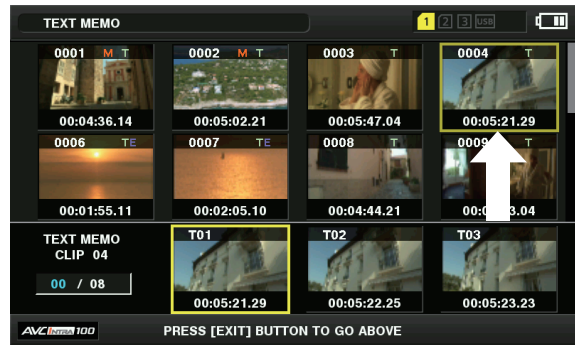 TEXT MEMO
1 2 3 USB
0001 M T
0002 M T
0003 T
0004 T
00:04:36.14
00:05:02.21
00:05:47.04
00:05:21.29
0006 TE
0007 TE
0008 T
0009 T
00:01:55.11
00:02:05.10
00:04:44.21
TEXT MEMO
CLIP 04
00 / 08
T01
T02
T03
00:05:21.29
00:05:22.25
00:05:23.23
AVC INTRA 100
PRESS [EXIT] BUTTON TO GO ABOVE